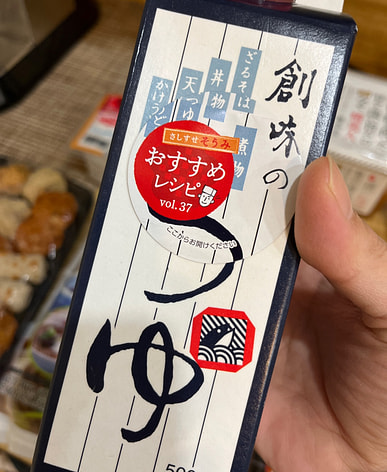 創味の
つゆ
ざるそば
丼物
天つゆ
かけうどん
煮物
さしすせそうみ
おすすめ
レシピ
vol.37
ここからお開けください
500